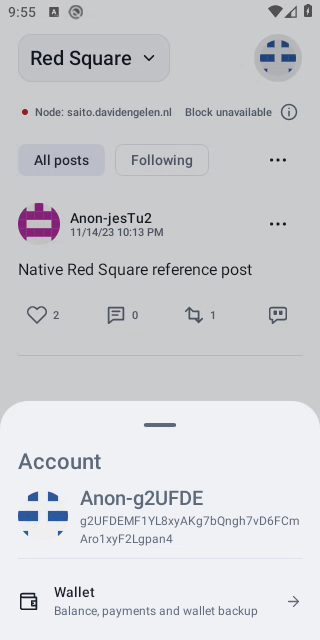 9:55
Red Square
Node: saito.davidengelen.nl Block unavailable
All posts Following
Anon-jesTu2
11/14/23 10:13 PM
Native Red Square reference post
2 0 1
Account
Anon-g2UFDE
g2UFDEMF1YL8xyAKg7bQngh7vD6FCm
Aro1xyF2Lgpan4
Wallet
Balance, payments and wallet backup